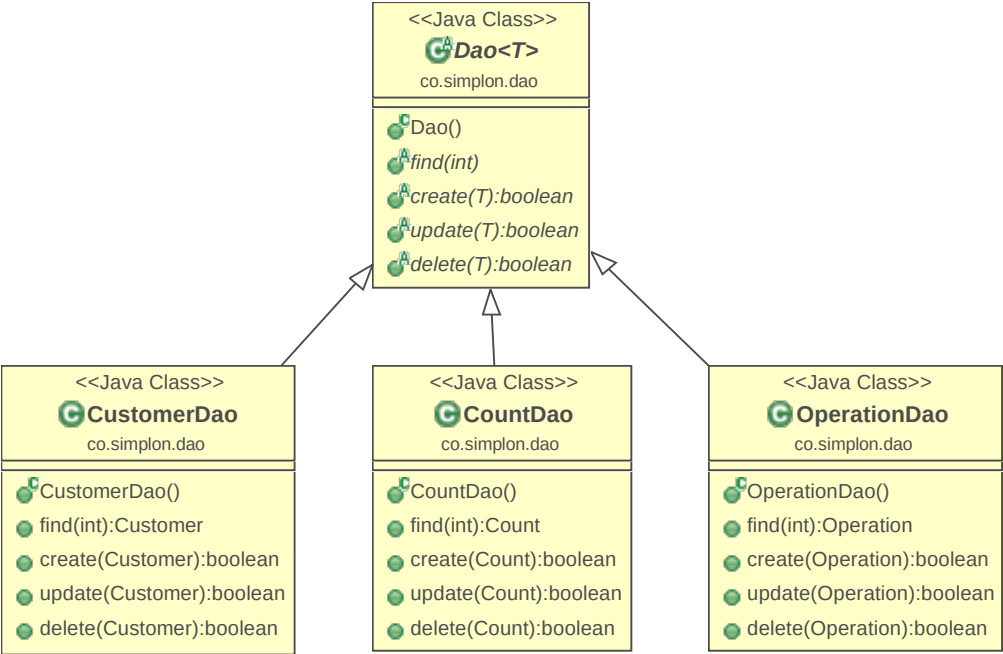 <<Java Class>>
Dao<T>
co.simplon.dao
Dao()
find(int)
create(T):boolean
update(T):boolean
delete(T):boolean
<<Java Class>>
CustomerDao
co.simplon.dao
CustomerDao()
find(int):Customer
create(Customer):boolean
update(Customer):boolean
delete(Customer):boolean
<<Java Class>>
CountDao
co.simplon.dao
CountDao()
find(int):Count
create(Count):boolean
update(Count):boolean
delete(Count):boolean
<<Java Class>>
OperationDao
co.simplon.dao
OperationDao()
find(int):Operation
create(Operation):boolean
update(Operation):boolean
delete(Operation):boolean